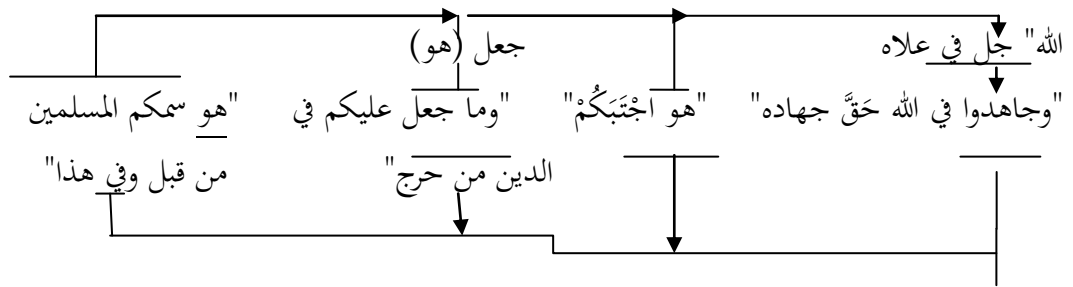 الله" جل في علاه
جعل (هو)
"وجاهدوا في الله حَقَّ جهاده"
"هو اجْتَبَكُمْ"
"وما جعل عليكم في
الدين من حرج"
"هو سمكم المسلمين
من قبل وفي هذا"